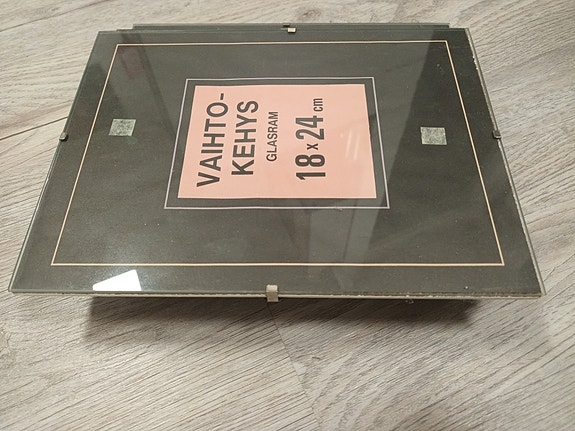 VAIHTO-
KEHYS
GLASRAM
18 x 24 cm